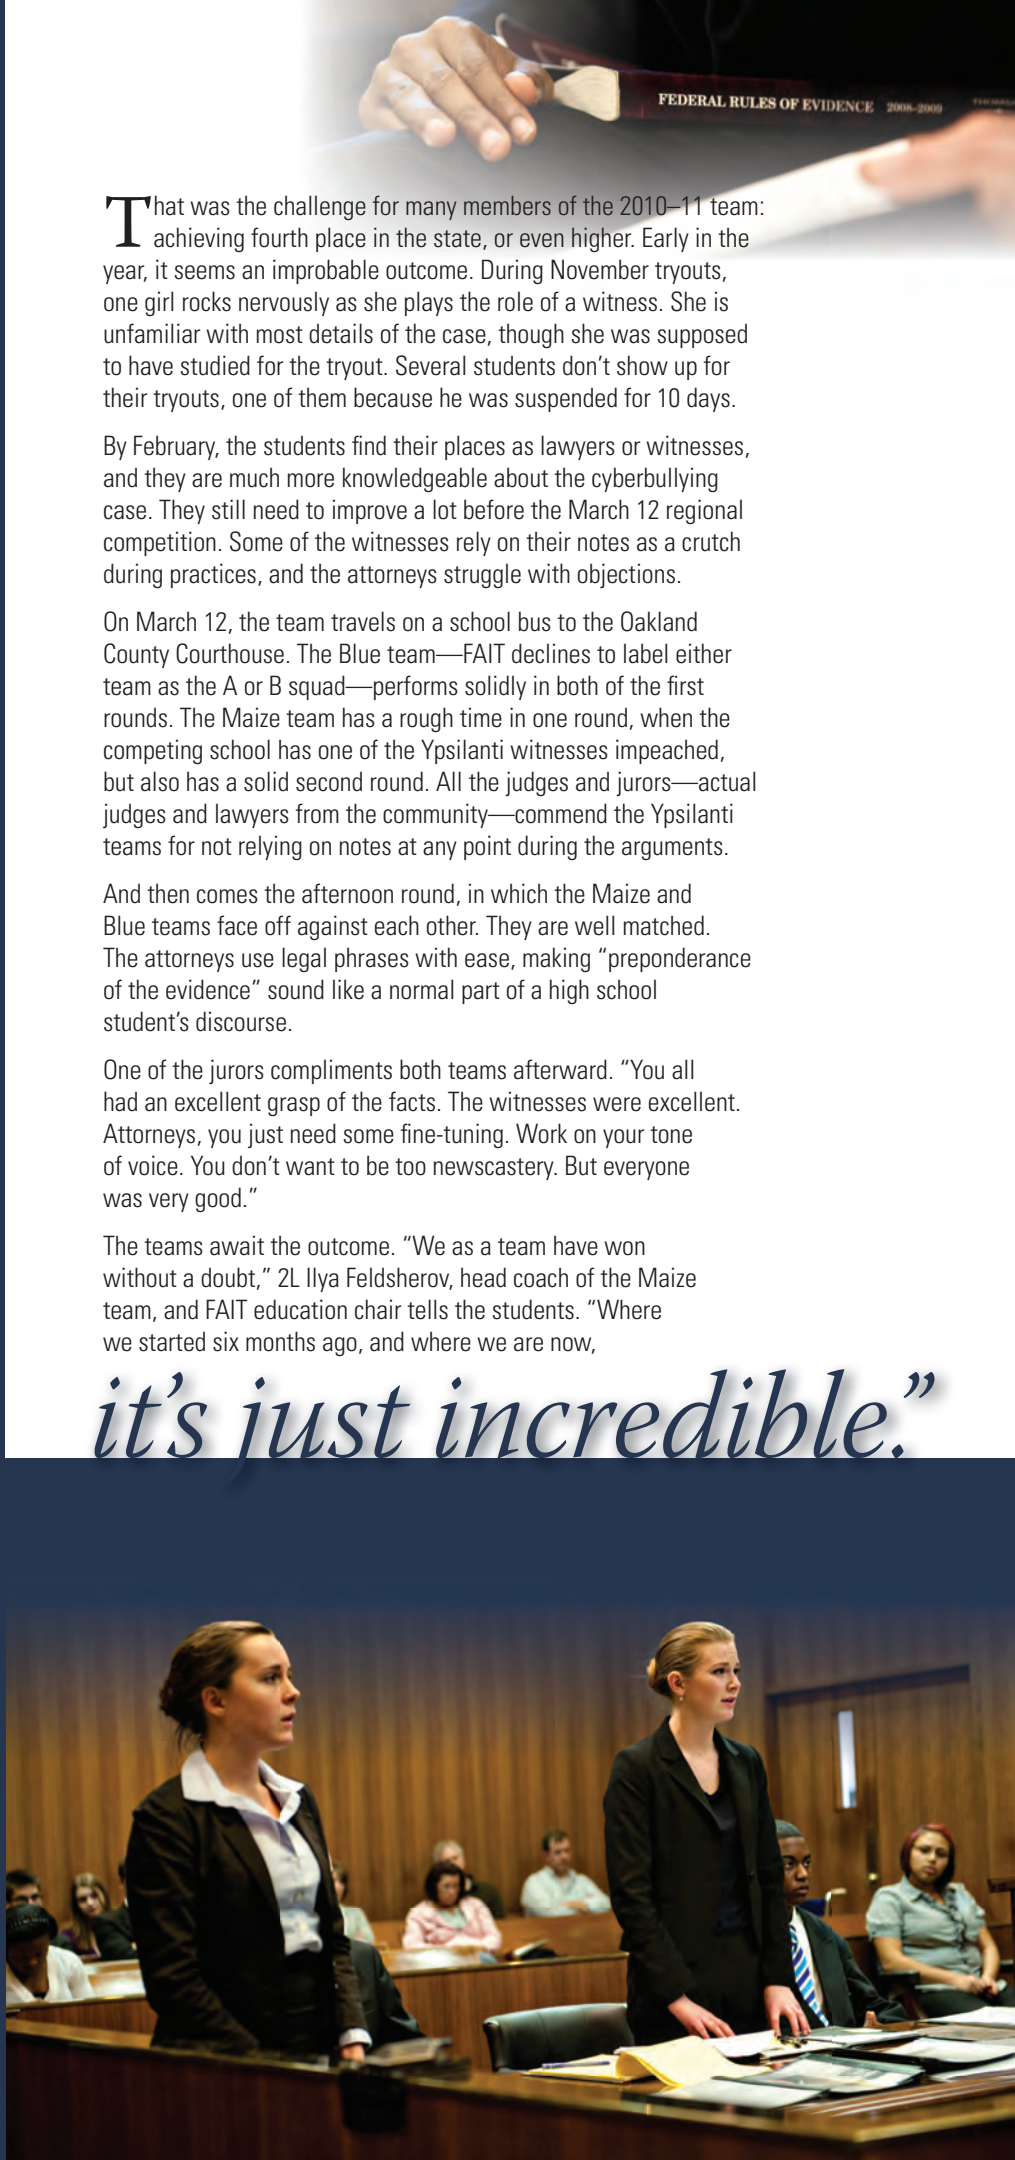 FEDERAL RULES OF EVIDENCE 2008-2009
That was the challenge for many members of the 2010–11 team:
achieving fourth place in the state, or even higher. Early in the
year, it seems an improbable outcome. During November tryouts,
one girl rocks nervously as she plays the role of a witness. She is
unfamiliar with most details of the case, though she was supposed
to have studied for the tryout. Several students don’t show up for
their tryouts, one of them because he was suspended for 10 days.
By February, the students find their places as lawyers or witnesses,
and they are much more knowledgeable about the cyberbullying
case. They still need to improve a lot before the March 12 regional
competition. Some of the witnesses rely on their notes as a crutch
during practices, and the attorneys struggle with objections.
On March 12, the team travels on a school bus to the Oakland
County Courthouse. The Blue team—FAIT declines to label either
team as the A or B squad—performs solidly in both of the first
rounds. The Maize team has a rough time in one round, when the
competing school has one of the Ypsilanti witnesses impeached,
but also has a solid second round. All the judges and jurors—actual
judges and lawyers from the community—commend the Ypsilanti
teams for not relying on notes at any point during the arguments.
And then comes the afternoon round, in which the Maize and
Blue teams face off against each other. They are well matched.
The attorneys use legal phrases with ease, making “preponderance
of the evidence” sound like a normal part of a high school
student’s discourse.
One of the jurors compliments both teams afterward. “You all
had an excellent grasp of the facts. The witnesses were excellent.
Attorneys, you just need some fine-tuning. Work on your tone
of voice. You don’t want to be too newscastery. But everyone
was very good.”
The teams await the outcome. “We as a team have won
without a doubt,” 2L Ilya Feldsherov, head coach of the Maize
team, and FAIT education chair tells the students. “Where
we started six months ago, and where we are now,
it’s just incredible.”